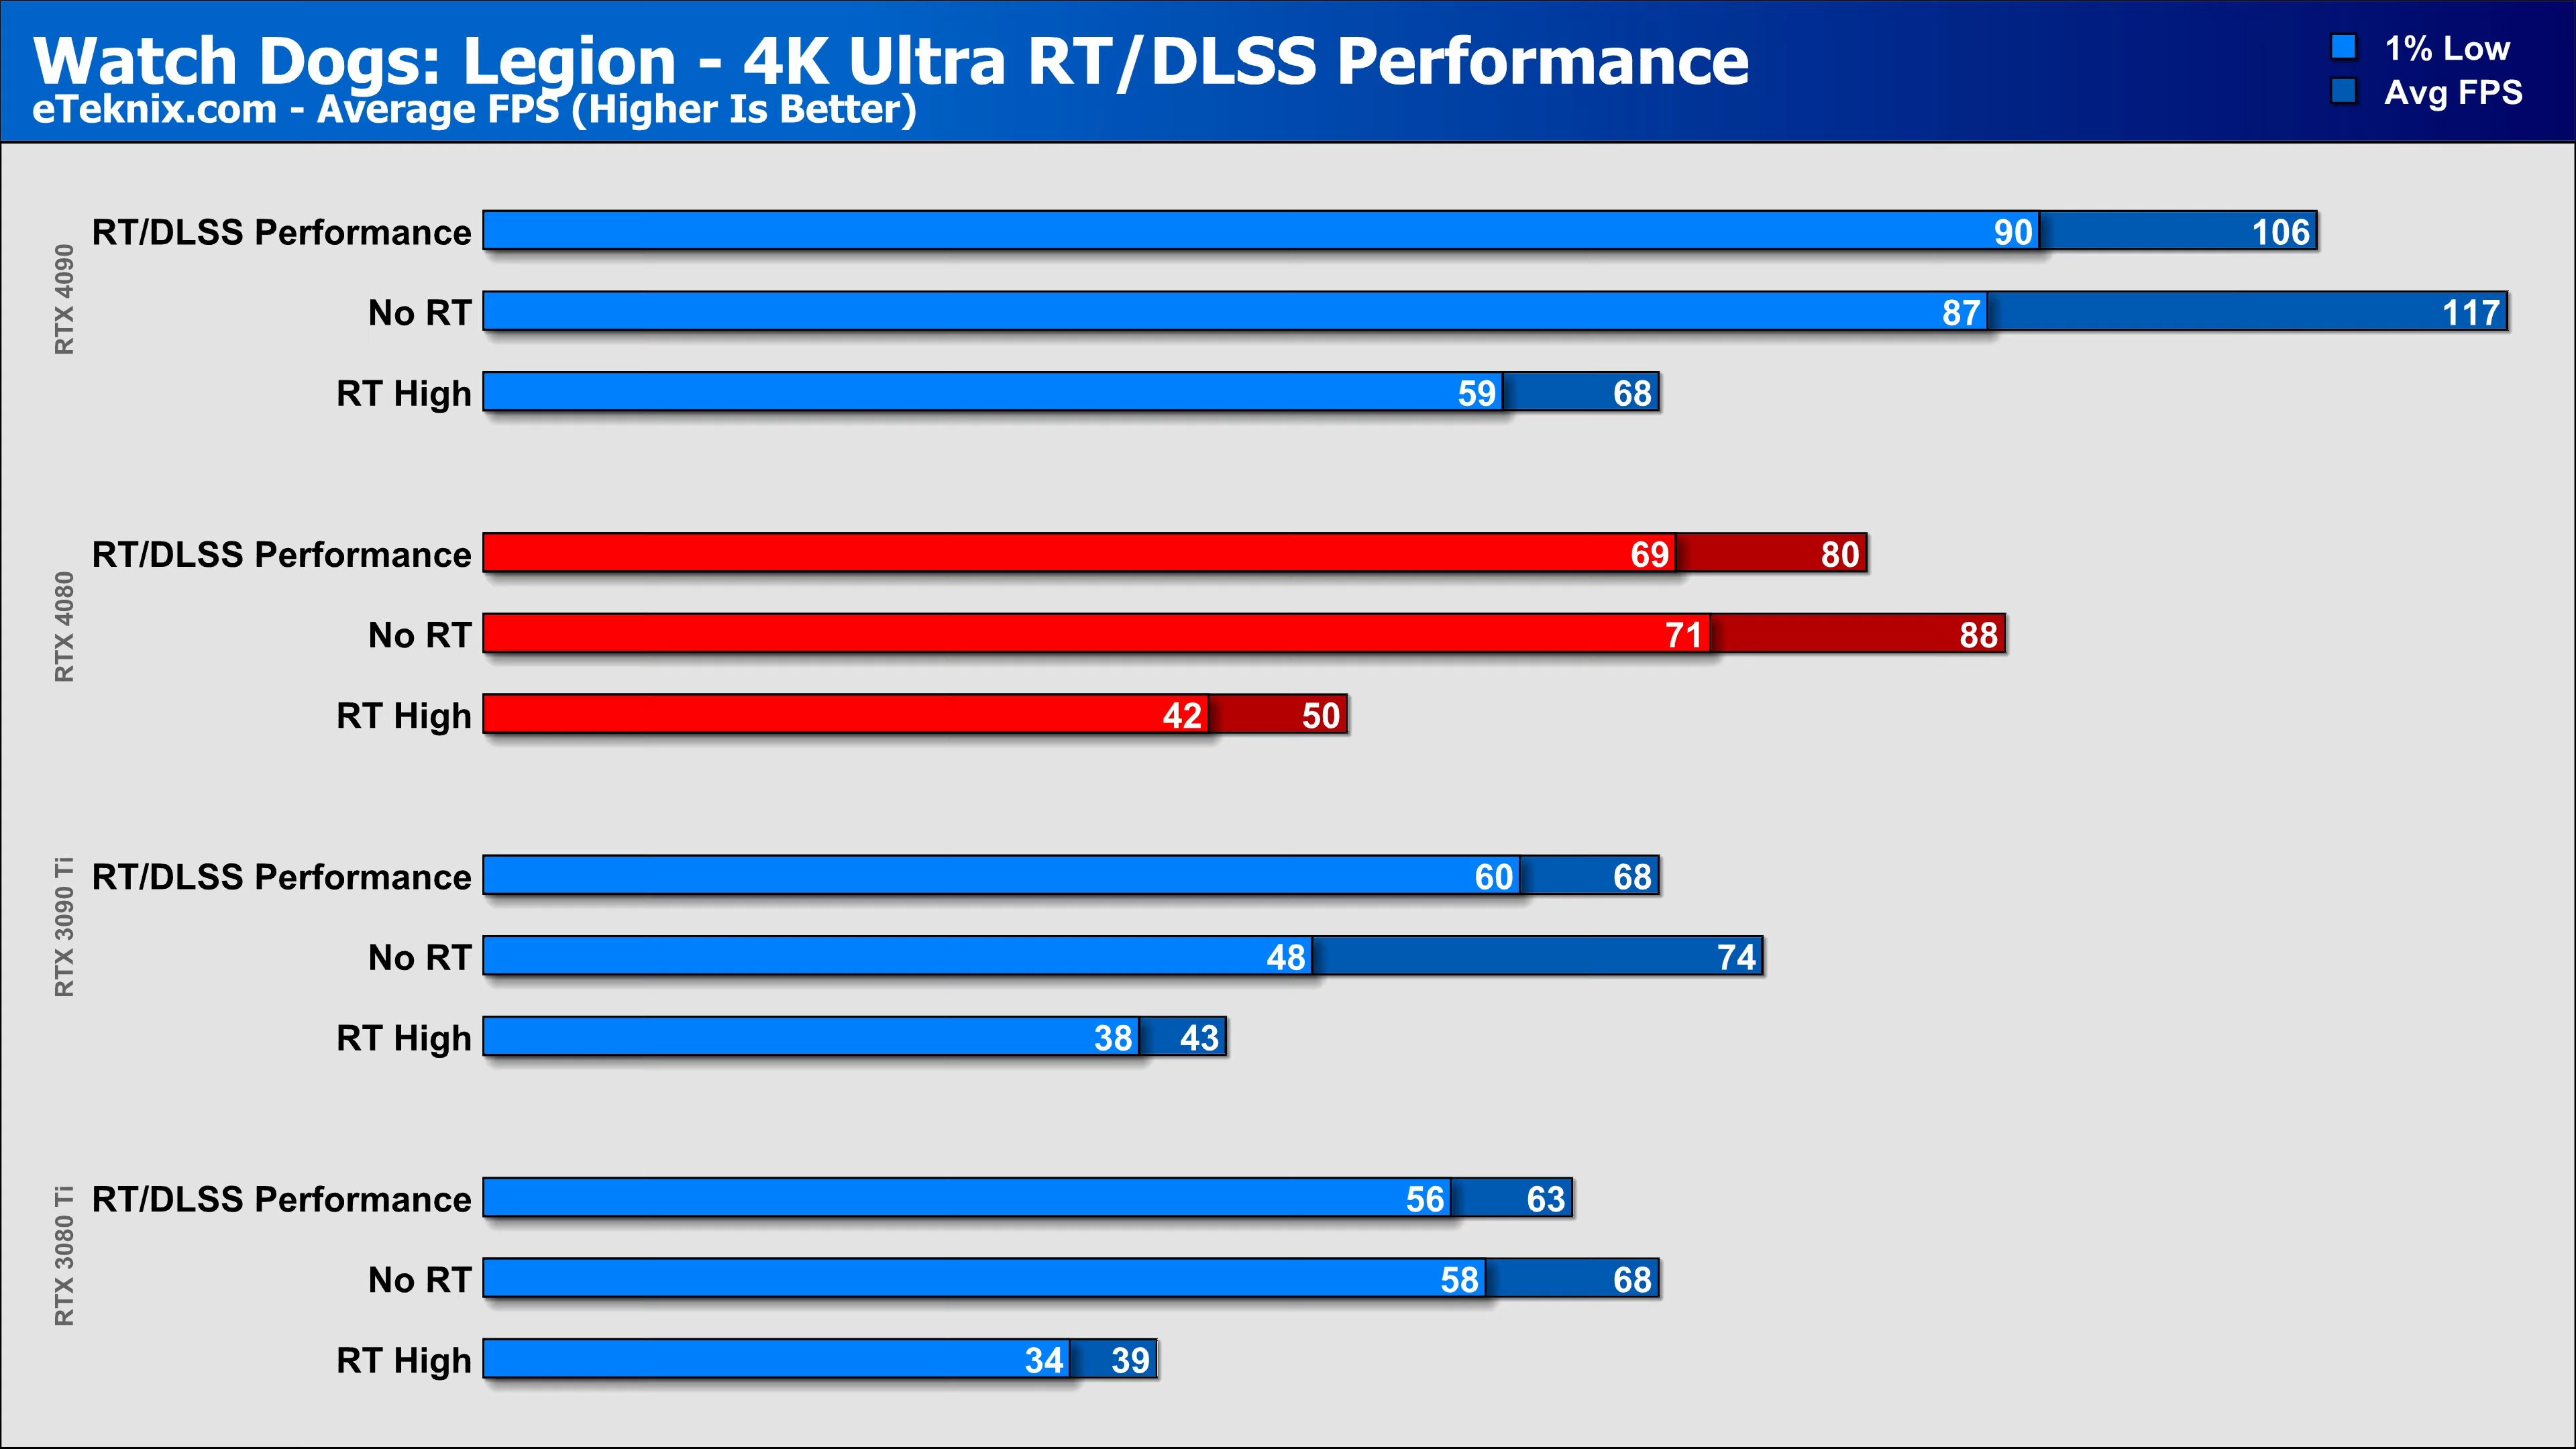 Watch Dogs: Legion - 4K Ultra RT/DLSS Performance
eTeknix.com - Average FPS (Higher Is Better)
1% Low
Avg FPS
RTX 4090
RT/DLSS Performance 90 106
No RT 87 117
RT High 59 68
RTX 4080
RT/DLSS Performance 69 80
No RT 71 88
RT High 42 50
RTX 3090 Ti
RT/DLSS Performance 60 68
No RT 48 74
RT High 38 43
RTX 3080 Ti
RT/DLSS Performance 56 63
No RT 58 68
RT High 34 39